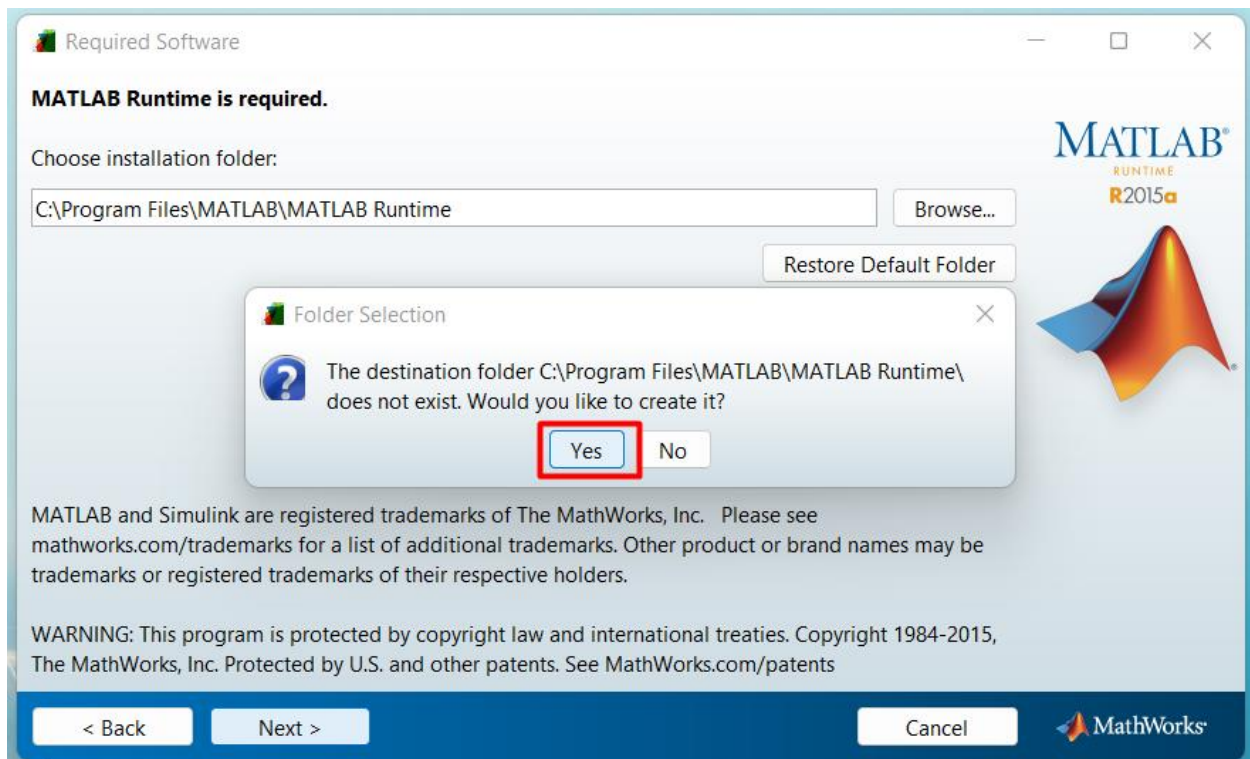 Required Software
MATLAB Runtime is required.
Choose installation folder:
C:\Program Files\MATLAB\MATLAB Runtime
Browse...
Restore Default Folder
MATLAB®
RUNTIME
R2015a
Folder Selection
The destination folder C:\Program Files\MATLAB\MATLAB Runtime\
does not exist. Would you like to create it?
Yes
No
MATLAB and Simulink are registered trademarks of The MathWorks, Inc.   Please see
mathworks.com/trademarks for a list of additional trademarks. Other product or brand names may be
trademarks or registered trademarks of their respective holders.
WARNING: This program is protected by copyright law and international treaties. Copyright 1984-2015,
The MathWorks, Inc. Protected by U.S. and other patents. See MathWorks.com/patents
< Back
Next >
Cancel
MathWorks®